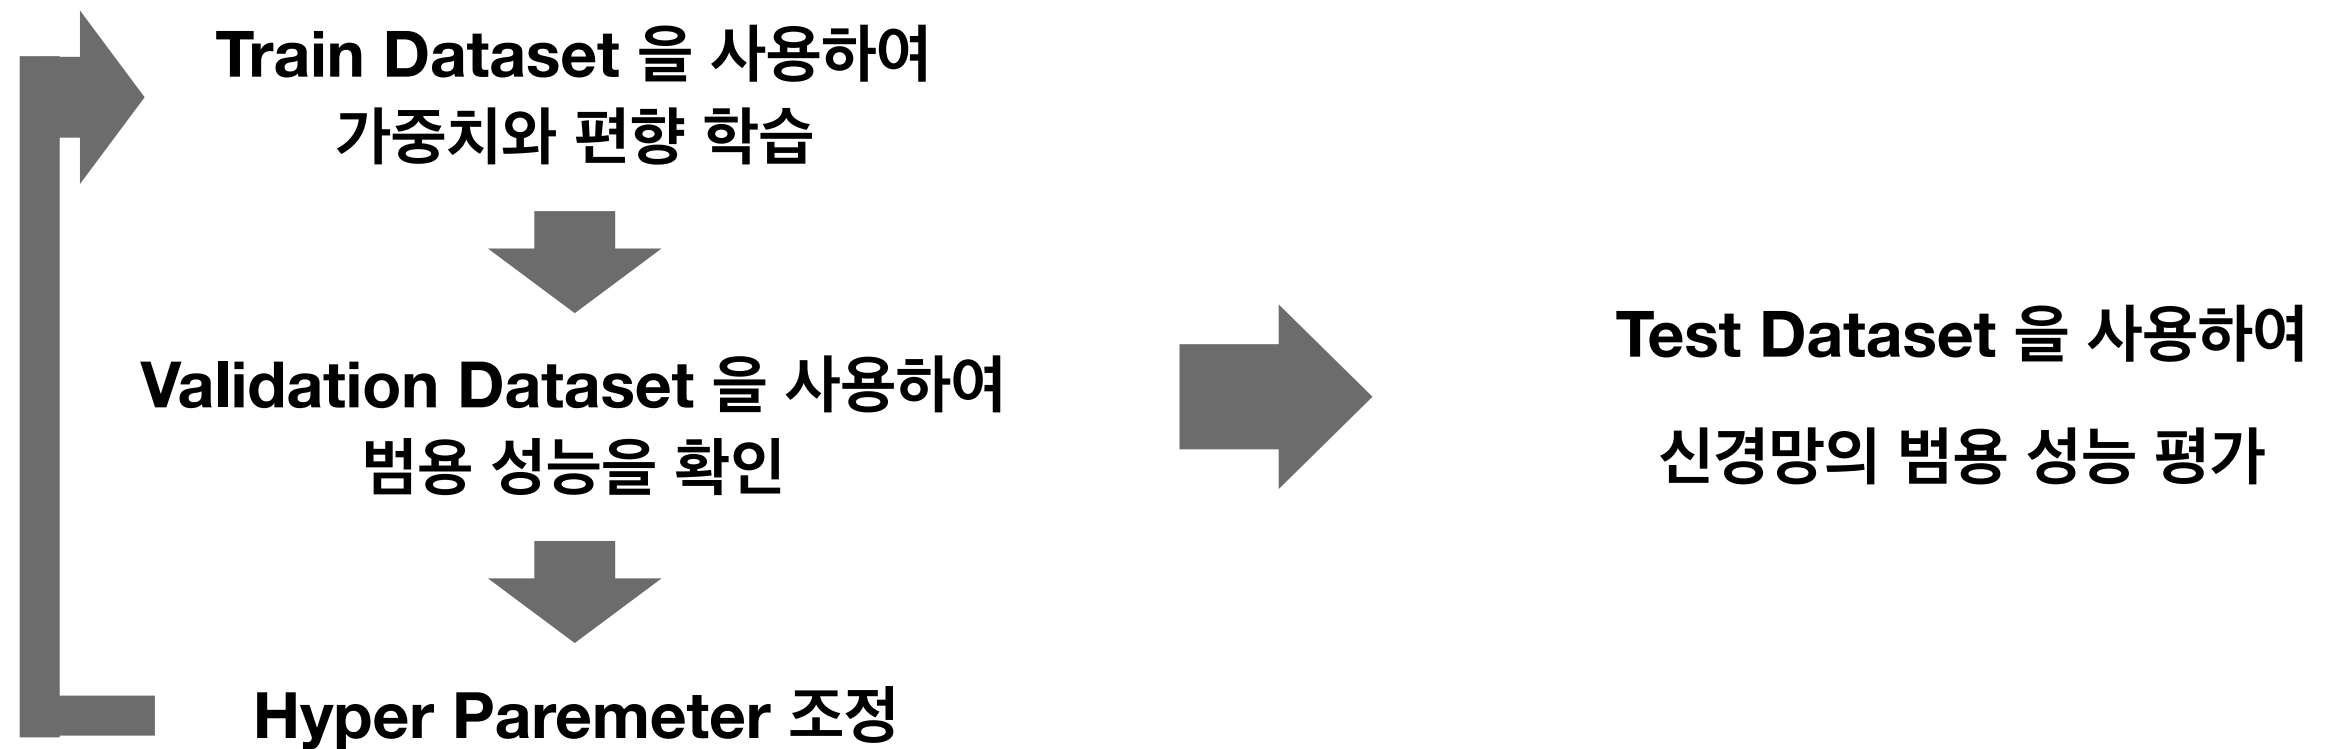 Train Dataset 을 사용하여
가중치와 편향 학습
Validation Dataset 을 사용하여
범용 성능을 확인
Hyper Paremeter 조정
Test Dataset 을 사용하여
신경망의 범용 성능 평가